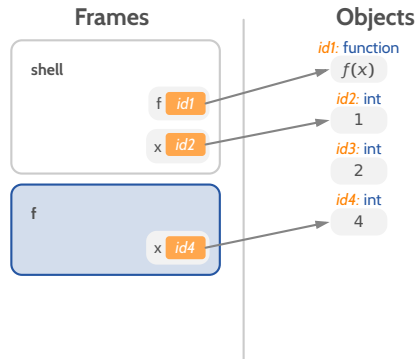 Frames
Objects
shell
f id1
x id2
f
x id4
id1: function
f(x)
id2: int
1
id3: int
2
id4: int
4